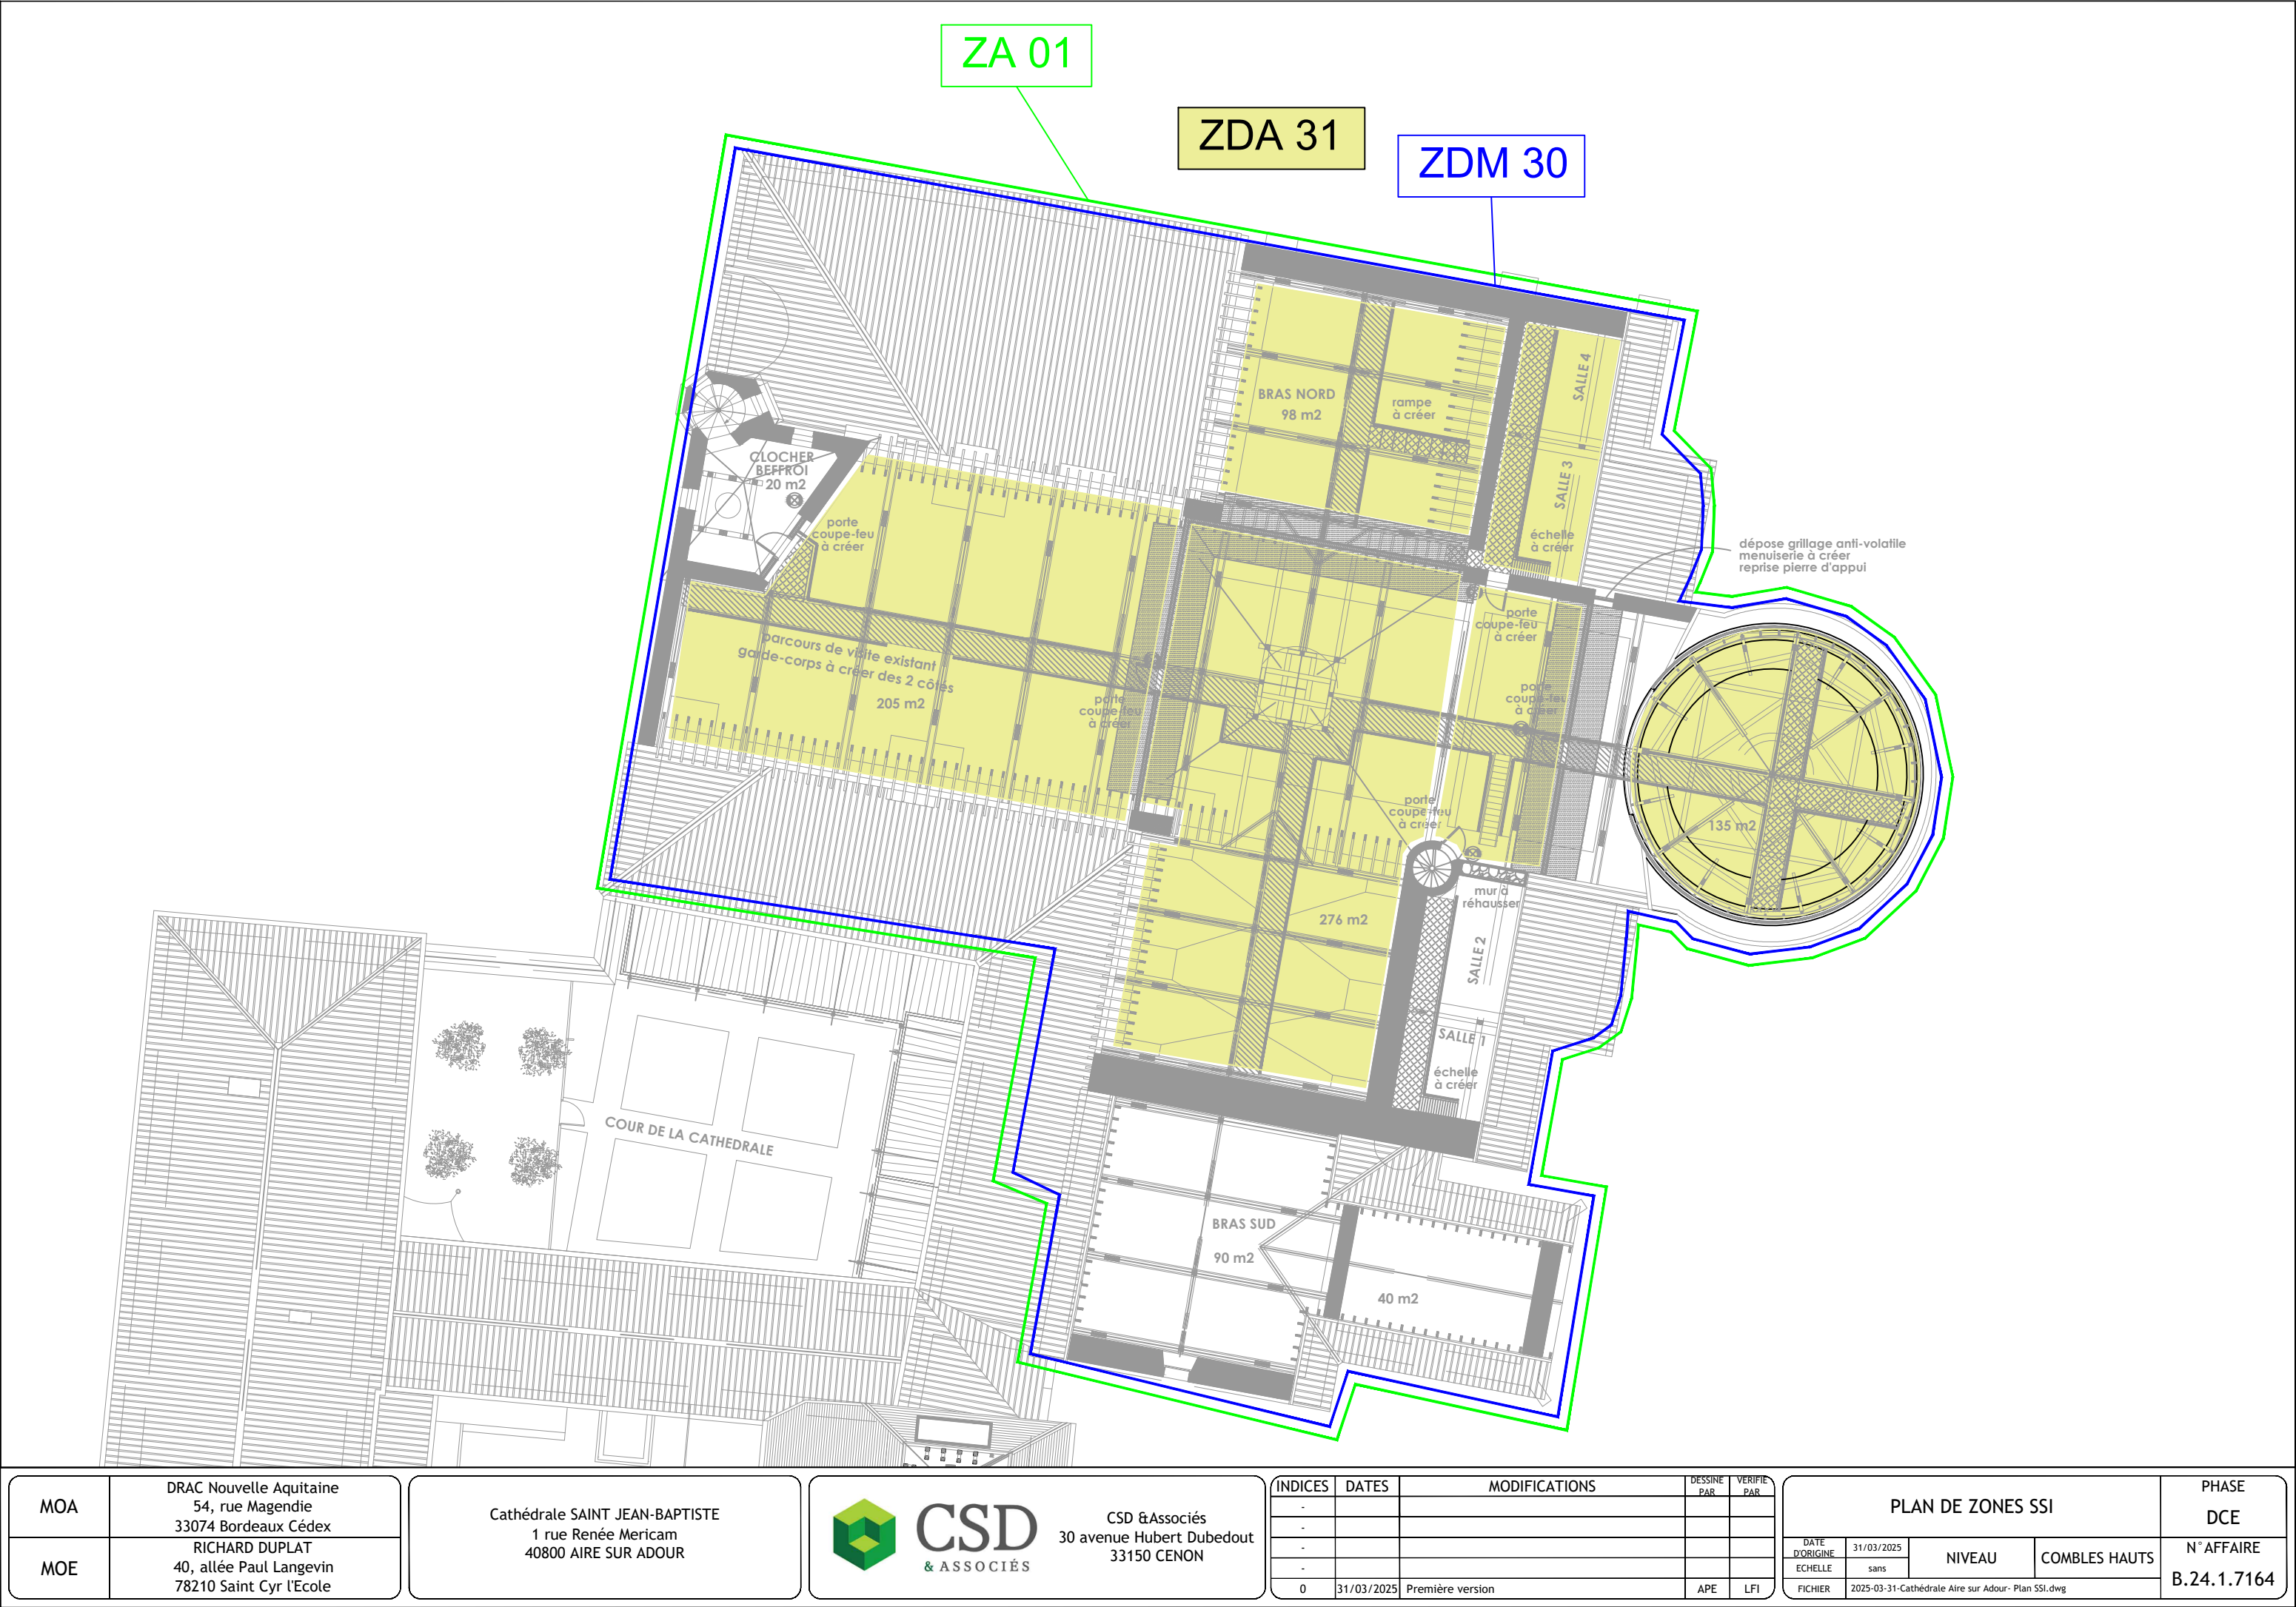 ZA 01
ZDA 31
ZDM 30
BRAS NORD
98 m2
rampe
à créer
SALLE 4
SALLE 3
échelle
à créer
CLOCHER
BEFFROI
20 m2
porte
coupe-feu
à créer
dépose grillage anti-volatile
menuiserie à créer
reprise pierre d'appui
parcours de visite existant
garde-corps à créer des 2 côtés
205 m2
porte
coupe-feu
à créer
porte
coupe-feu
à créer
porte
coupe-feu
à créer
porte
coupe-feu
à créer
135 m2
mur à
réhausser
276 m2
SALLE 2
SALLE 1
échelle
à créer
COUR DE LA CATHEDRALE
BRAS SUD
90 m2
40 m2
MOA
DRAC Nouvelle Aquitaine
54, rue Magendie
33074 Bordeaux Cédex
MOE
RICHARD DUPLAT
40, allée Paul Langevin
78210 Saint Cyr l'Ecole
Cathédrale SAINT JEAN-BAPTISTE
1 rue Renée Mericam
40800 AIRE SUR ADOUR
CSD
& ASSOCIÉS
CSD &Associés
30 avenue Hubert Dubedout
33150 CENON
INDICES DATES MODIFICATIONS DESSINE PAR VERIFIE PAR
-
-
-
-
0 31/03/2025 Première version APE LFI
PLAN DE ZONES SSI
PHASE
DCE
DATE D'ORIGINE 31/03/2025
ECHELLE sans
NIVEAU COMBLES HAUTS
N°AFFAIRE
B.24.1.7164
FICHIER 2025-03-31-Cathédrale Aire sur Adour- Plan SSI.dwg